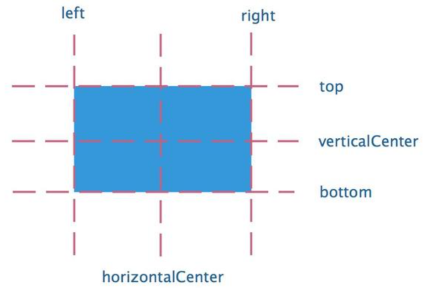 left
right
top
verticalCenter
bottom
horizontalCenter